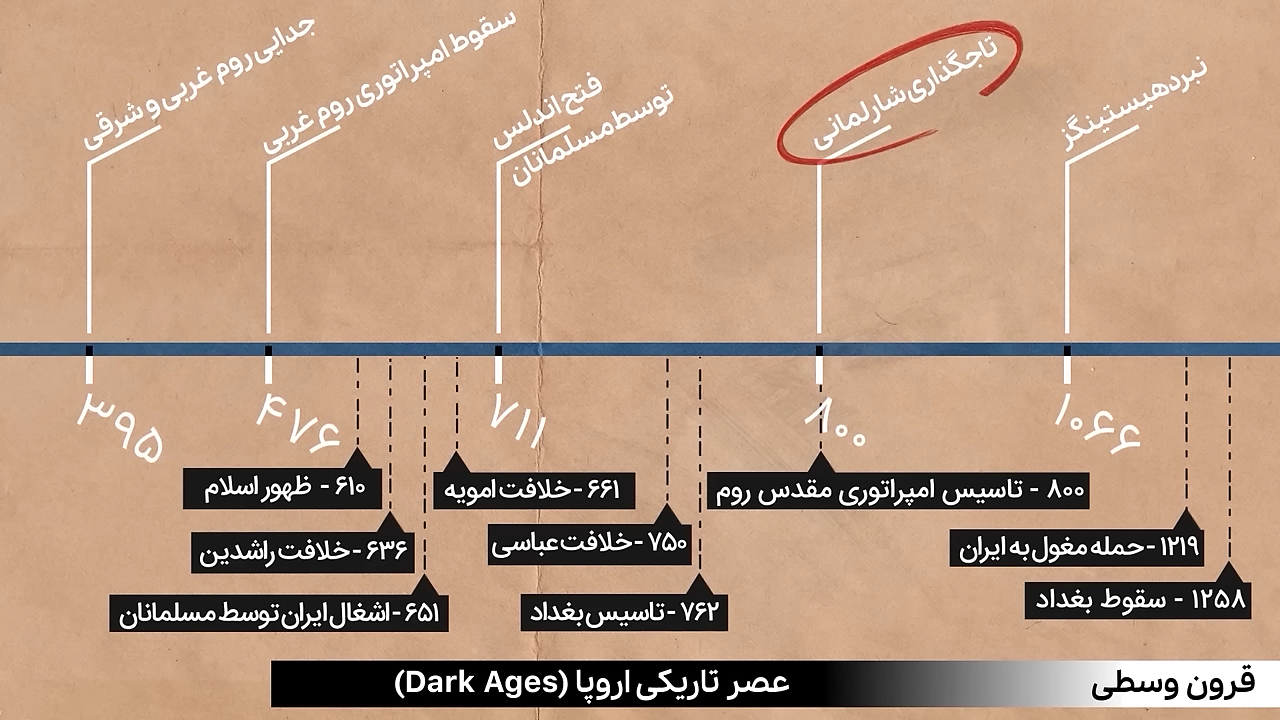 جدایی روم غربی و شرقی
سقوط امپراتوری روم غربی
فتح اندلس
توسط مسلمانان
تاجگذاری شارلمانی
نبرد هیستینگز
۳۹۵
۴۷۶
۷۱۱
۸۰۰
۱۰۶۶
۶۱۰ - ظهور اسلام
۶۳۶ - خلافت راشدین
۶۵۱ - اشغال ایران توسط مسلمانان
۶۶۱ - خلافت امویه
۷۵۰ - خلافت عباسی
۷۶۲ - تاسیس بغداد
۸۰۰ - تاسیس امپراتوری مقدس روم
۱۲۱۹ - حمله مغول به ایران
۱۲۵۸ - سقوط بغداد
قرون وسطی
عصر تاریکی اروپا (Dark Ages)